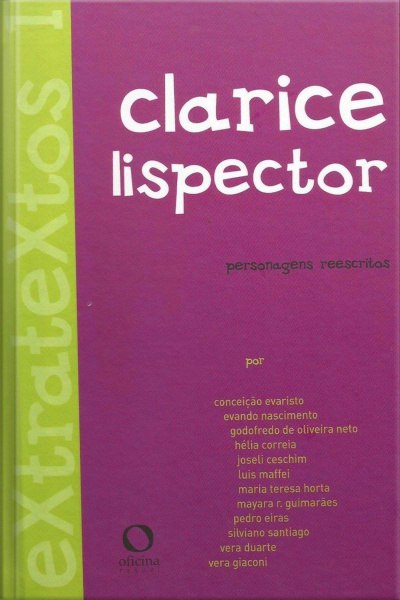 extrateXtos 1
clarice
lispector
personagens reescritos
por
conceição evaristo
evando nascimento
godofredo de oliveira neto
hélia correia
joseli ceschim
luis maffei
maria teresa horta
mayara r. guimarães
pedro eiras
silviano santiago
vera duarte
vera giaconi
oficina
raquel